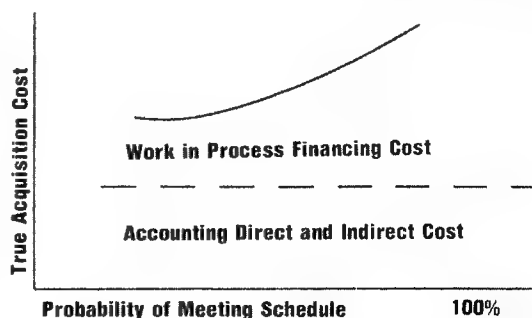 True Acquisition Cost
Work in Process Financing Cost
Accounting Direct and Indirect Cost
Probability of Meeting Schedule 100%